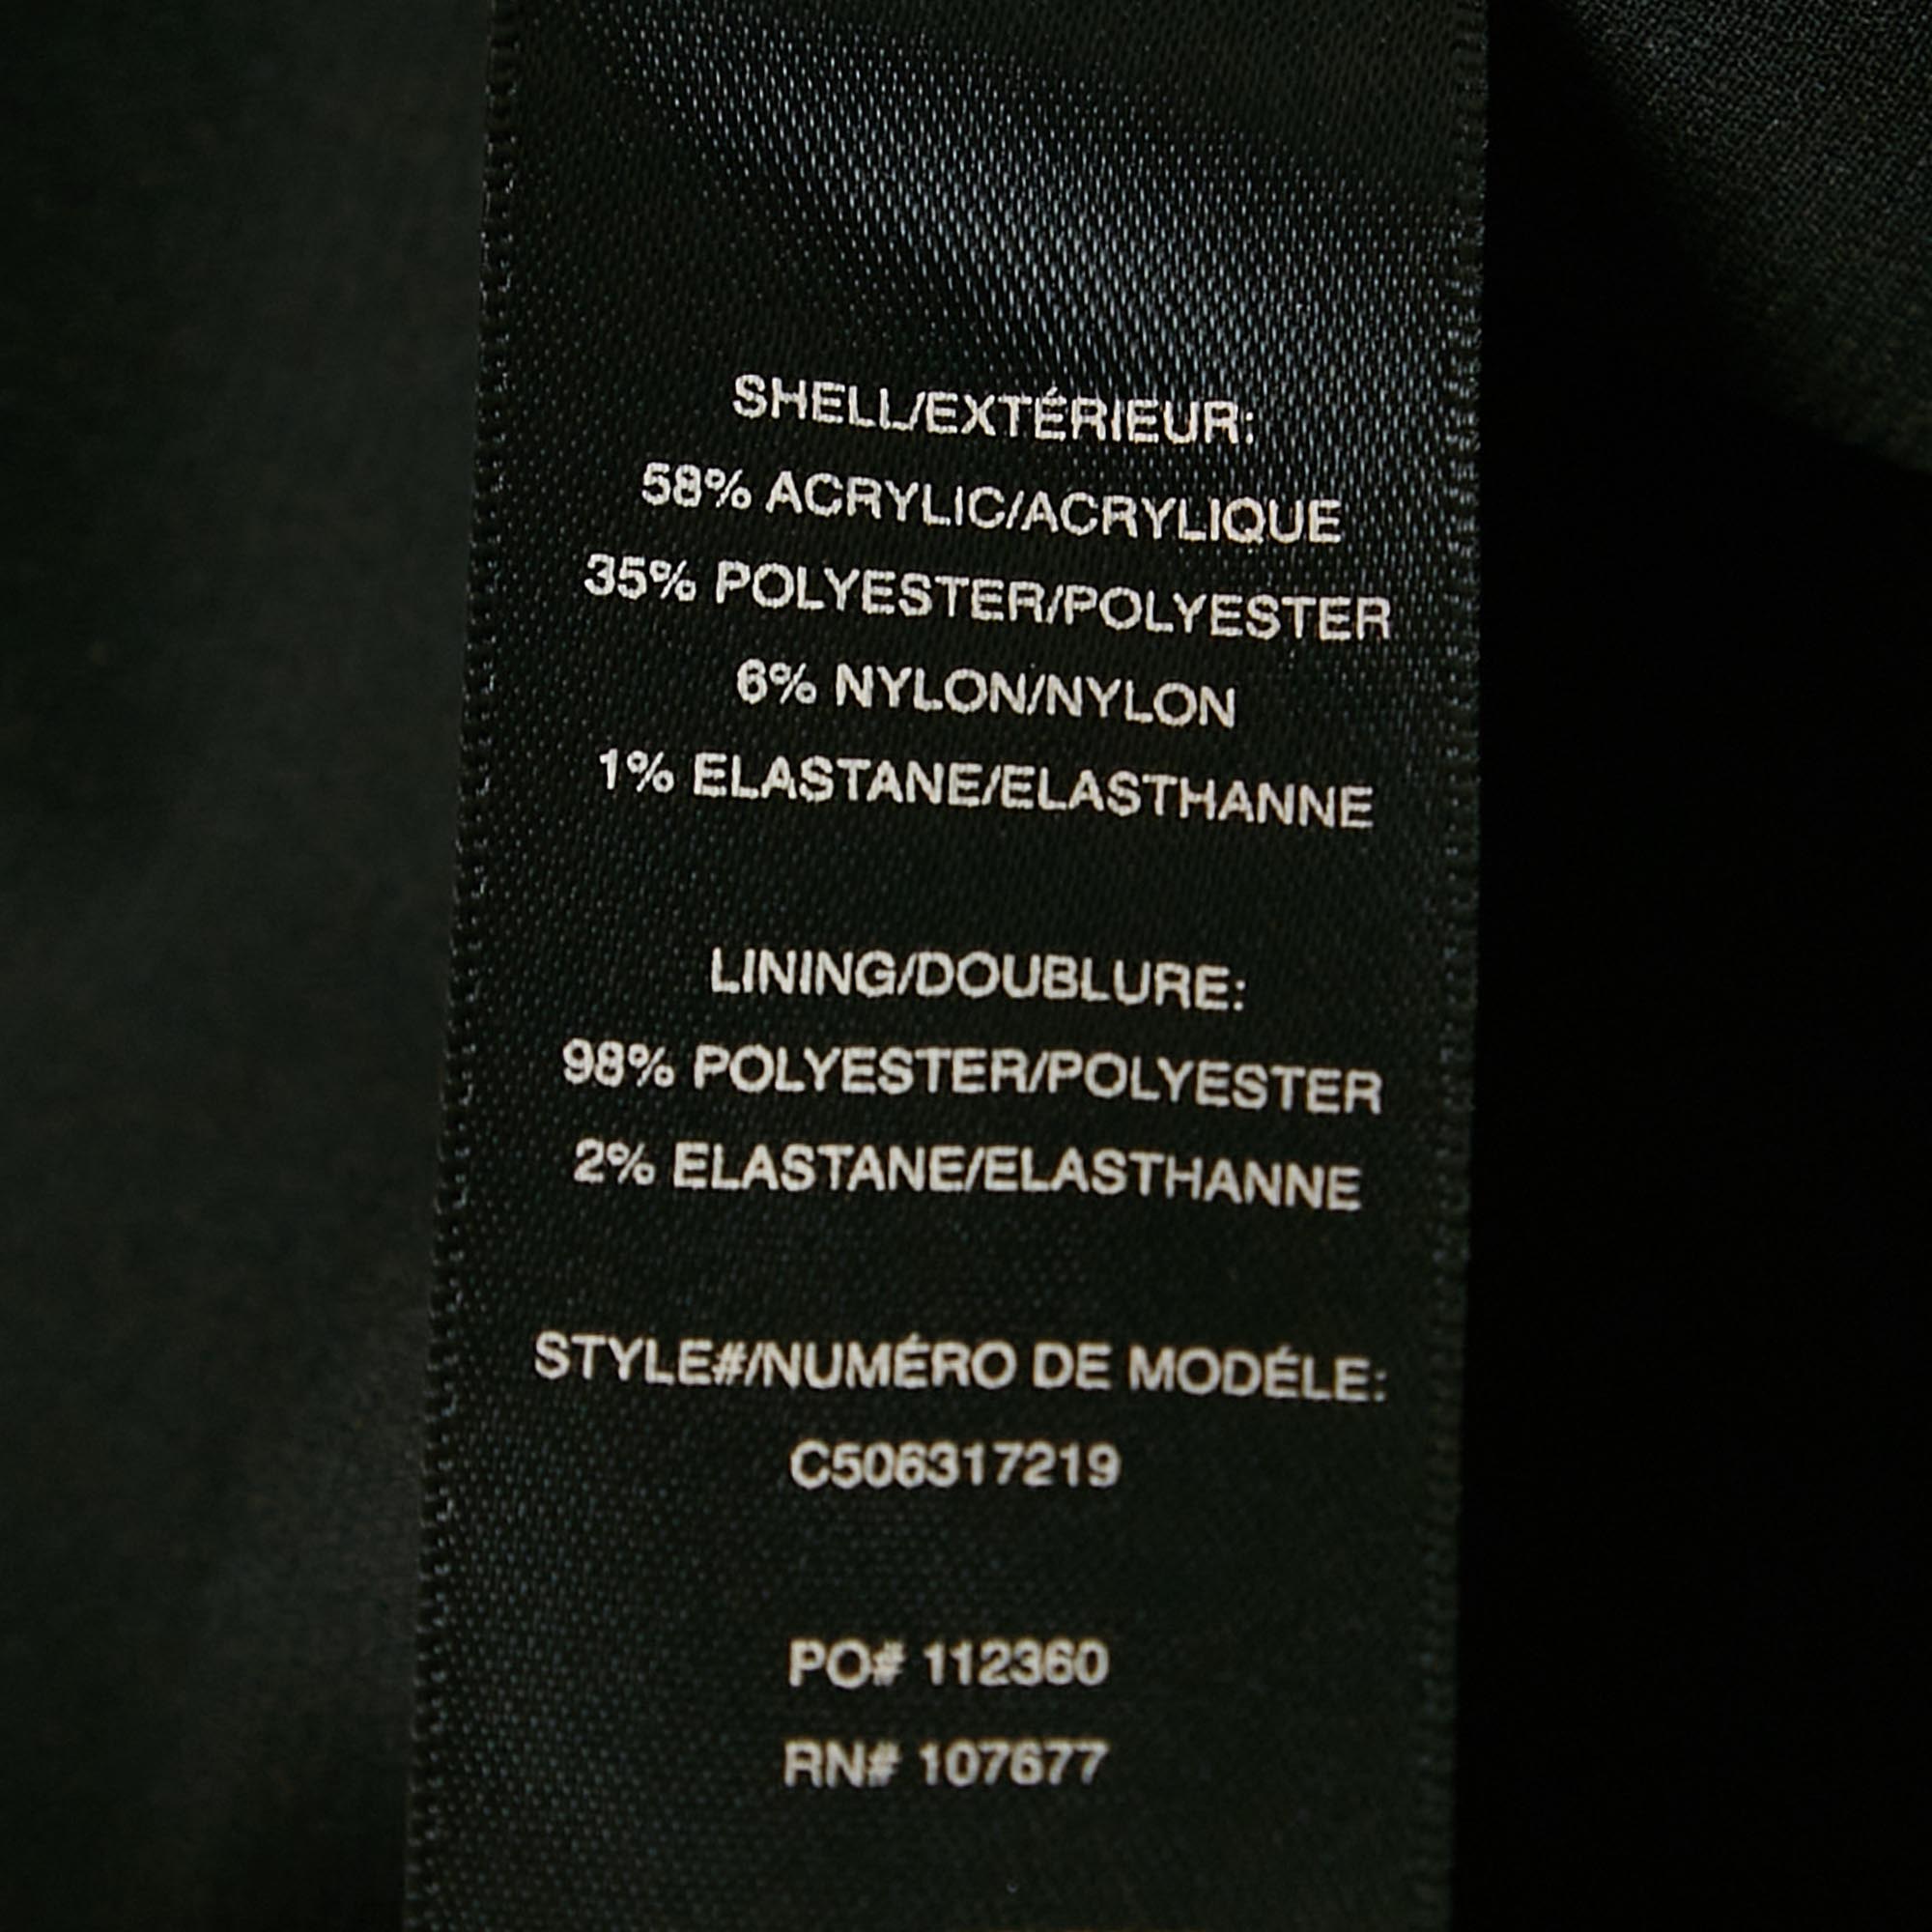 SHELL/EXTÉRIEUR:
58% ACRYLIC/ACRYLIQUE
35% POLYESTER/POLYESTER
6% NYLON/NYLON
1% ELASTANE/ELASTHANNE
LINING/DOUBLURE:
98% POLYESTER/POLYESTER
2% ELASTANE/ELASTHANNE
STYLE#/NUMÉRO DE MODÉLE:
C506317219
PO# 112360
RN# 107677